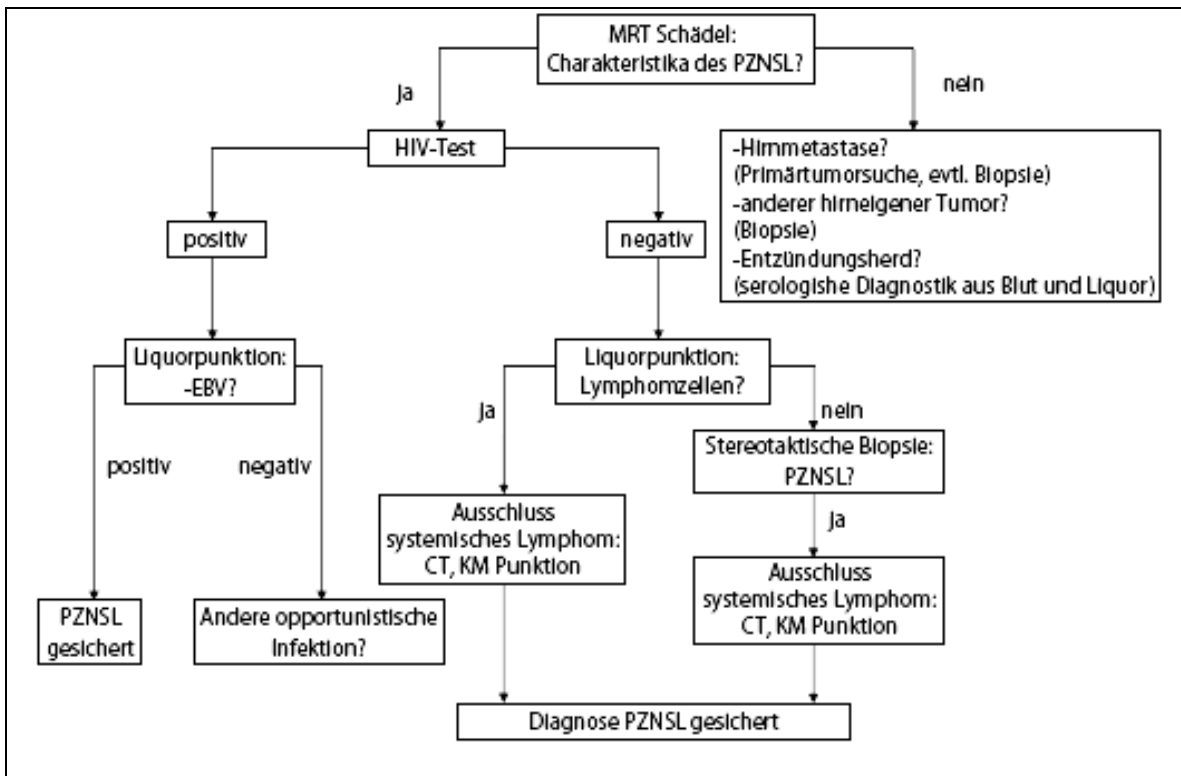 MRT Schädel:
Charakteristika des PZNSL?
Ja
nein
HIV-Test
-Hirnmetastase?
(Primärtumorsuche, evtl. Biopsie)
-anderer hirneigener Tumor?
(Biopsie)
-Entzündungsherd?
(serologishe Diagnostik aus Blut und Liquor)
positiv
negativ
Liquorpunktion:
-EBV?
Liquorpunktion:
Lymphomzellen?
Ja
nein
positiv
negativ
Stereotaktische Biopsie:
PZNSL?
Ausschluss
systemisches Lymphom:
CT, KM Punktion
Ja
Ausschluss
systemisches Lymphom:
CT, KM Punktion
PZNSL
gesichert
Andere opportunistische
Infektion?
Diagnose PZNSL gesichert